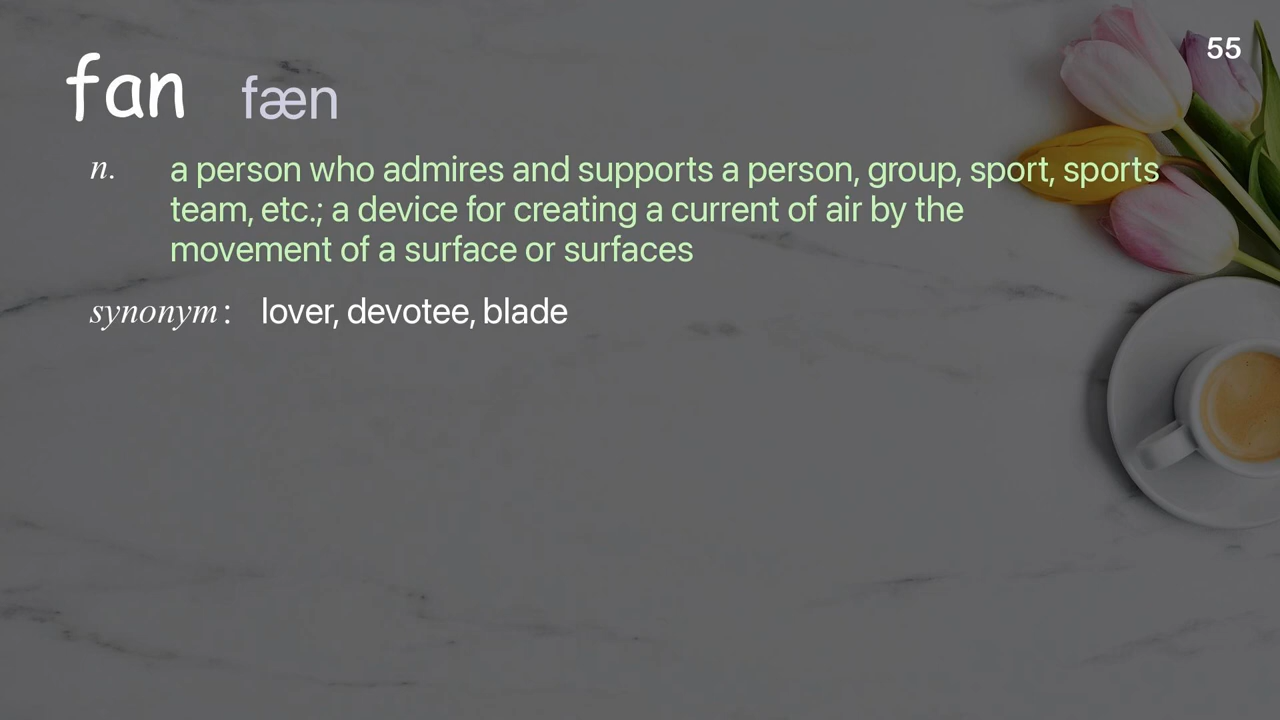 55
fan fæn
n. a person who admires and supports a person, group, sport, sports
team, etc.; a device for creating a current of air by the
movement of a surface or surfaces
synonym: lover, devotee, blade